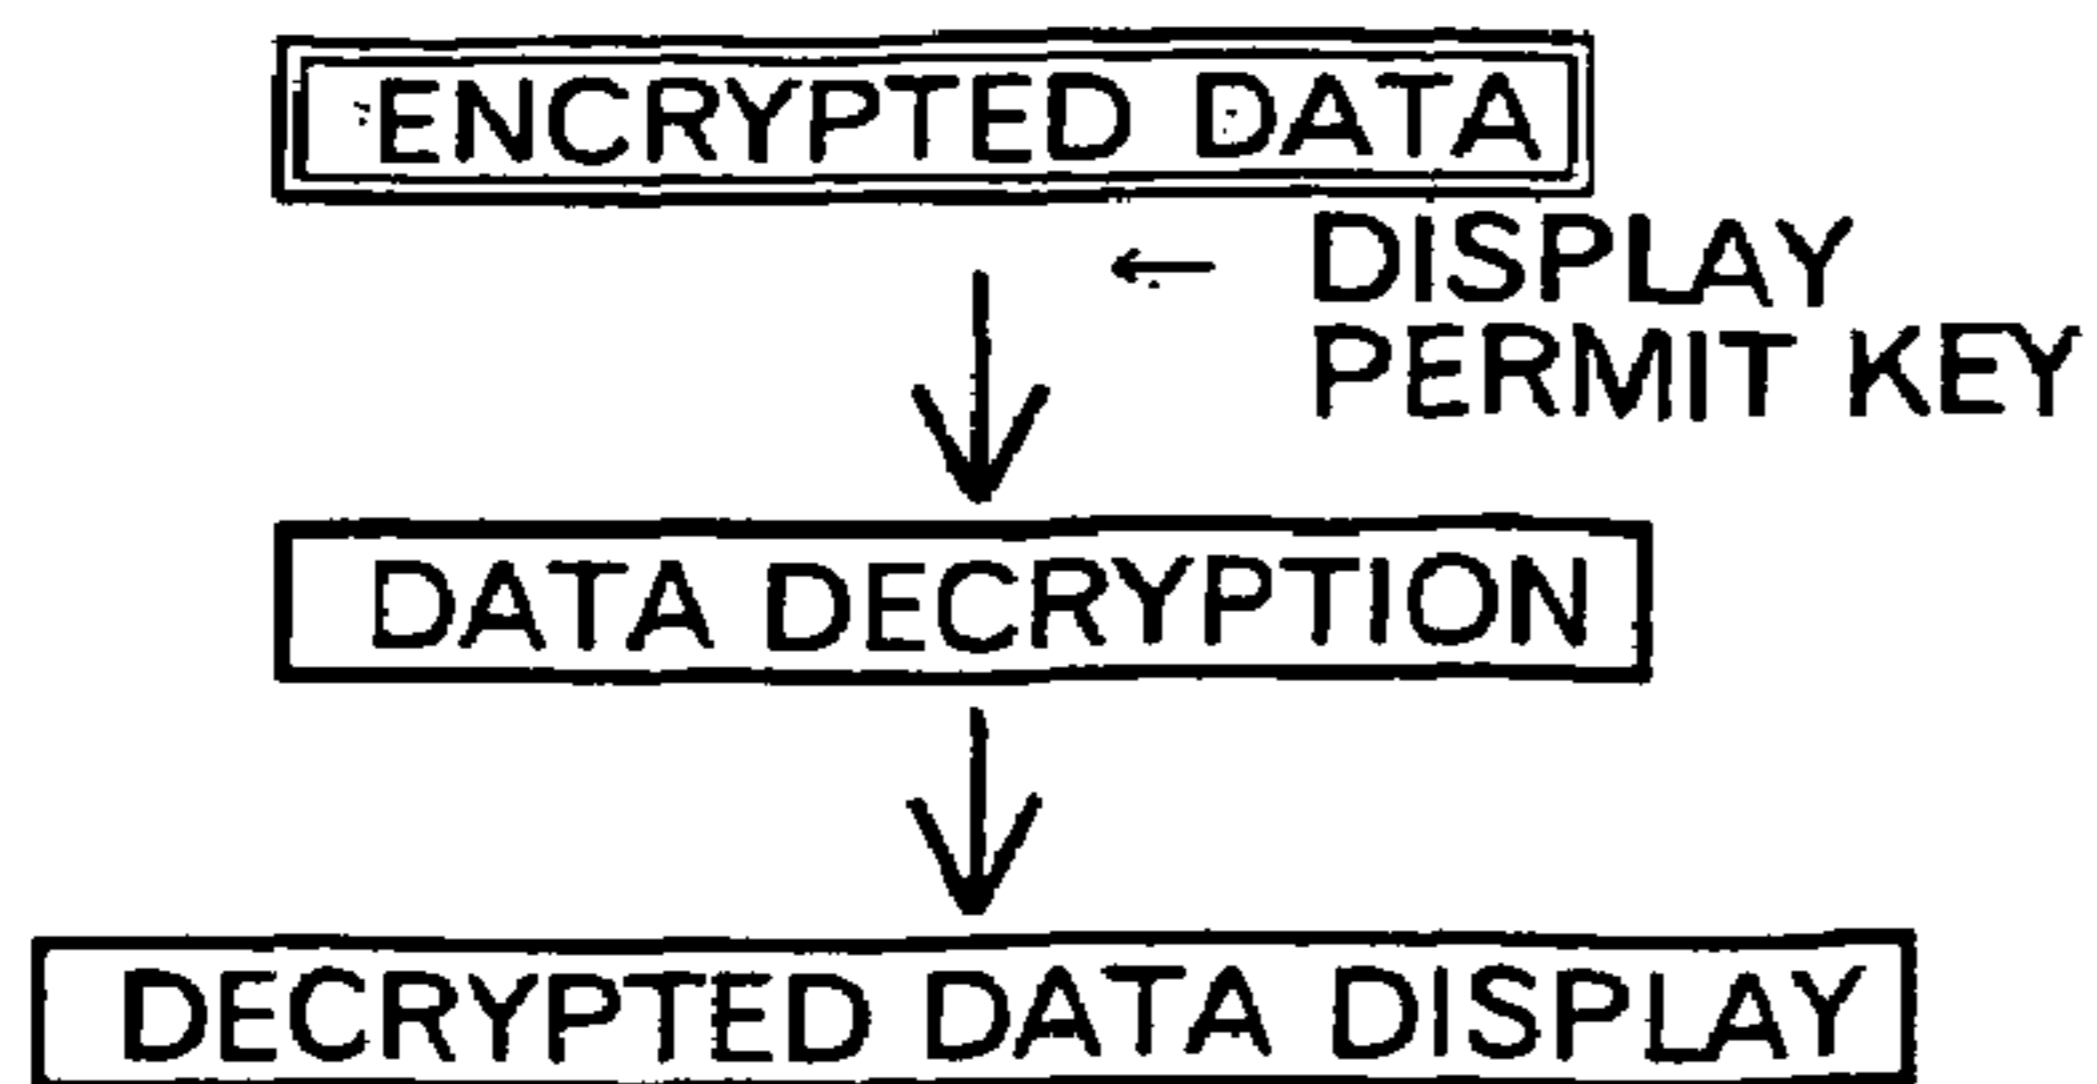 ENCRYPTED DATA
← DISPLAY
PERMIT KEY
DATA DECRYPTION
DECRYPTED DATA DISPLAY